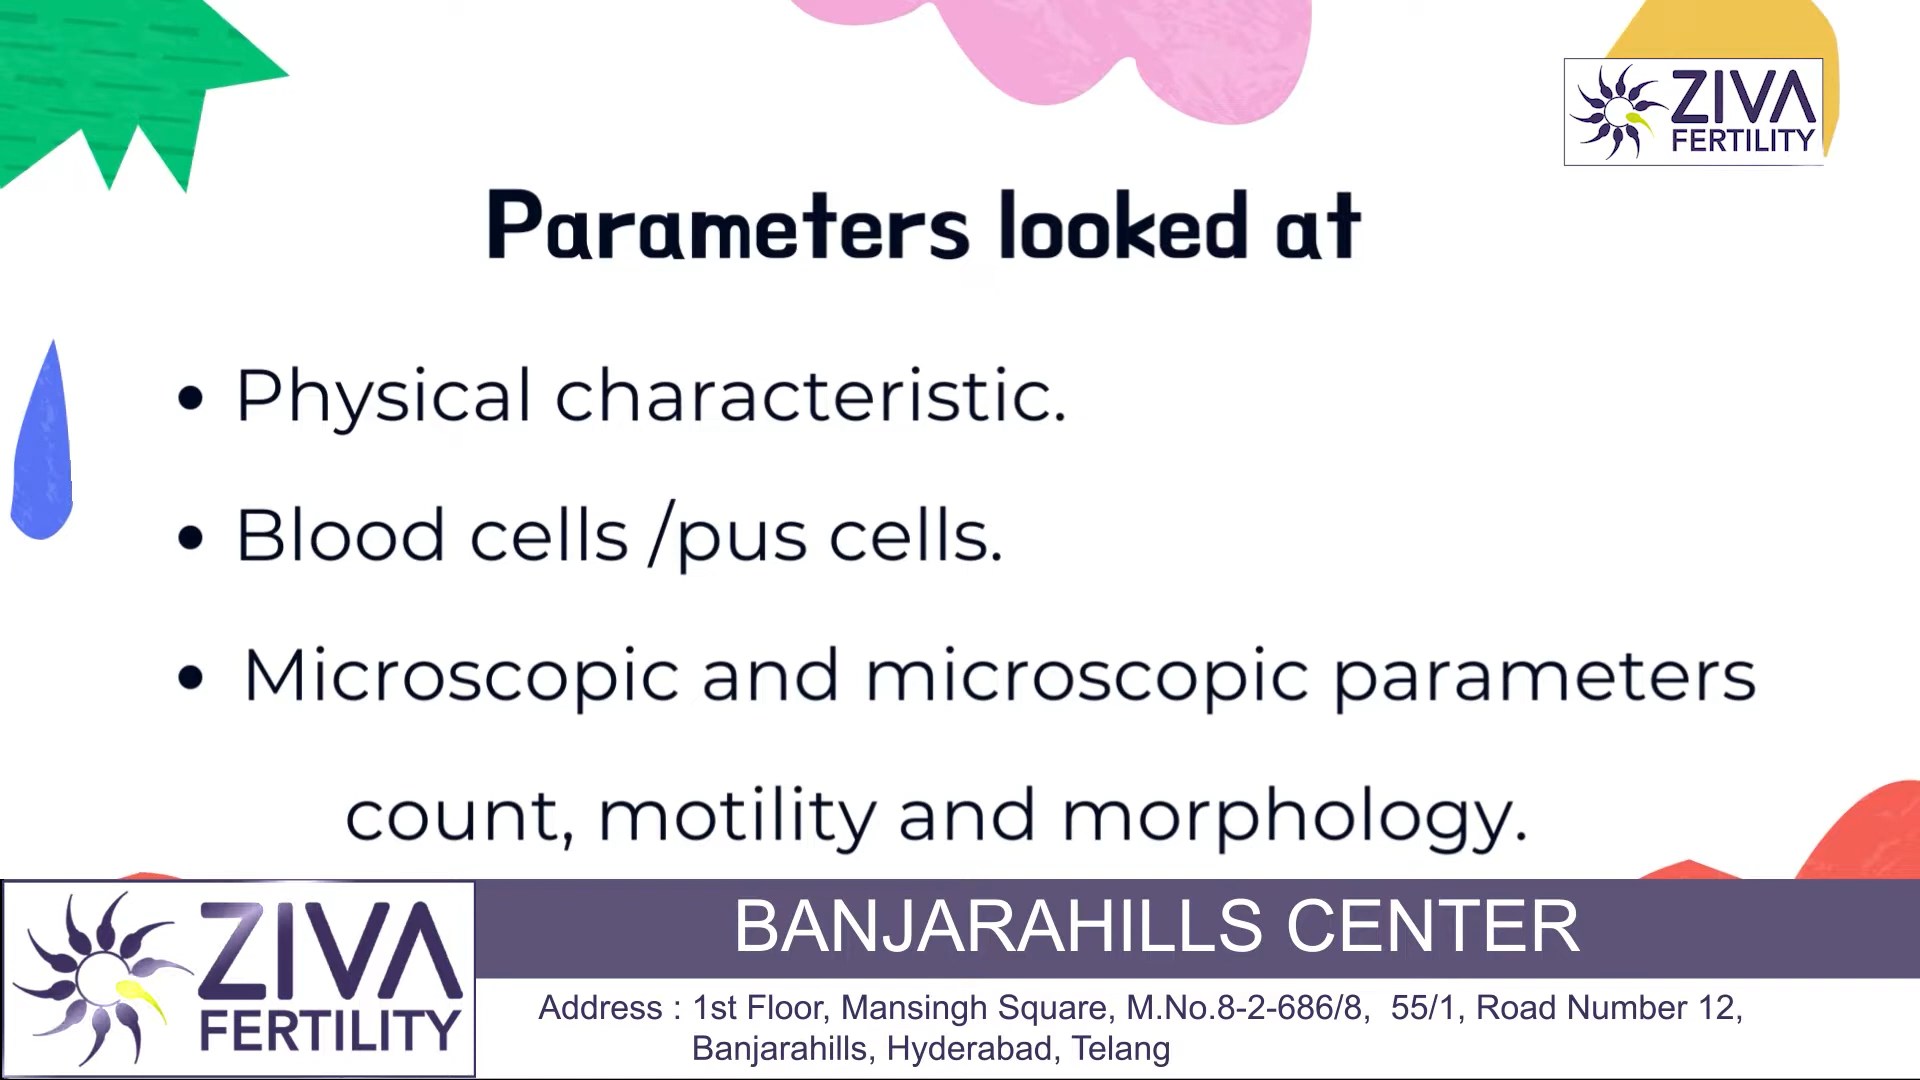 ZIVA
FERTILITY
Parameters looked at
• Physical characteristic.
• Blood cells /pus cells.
• Microscopic and microscopic parameters
count, motility and morphology.
ZIVA
FERTILITY
BANJARAHILLS CENTER
Address : 1st Floor, Mansingh Square, M.No.8-2-686/8, 55/1, Road Number 12,
Banjarahills, Hyderabad, Telang